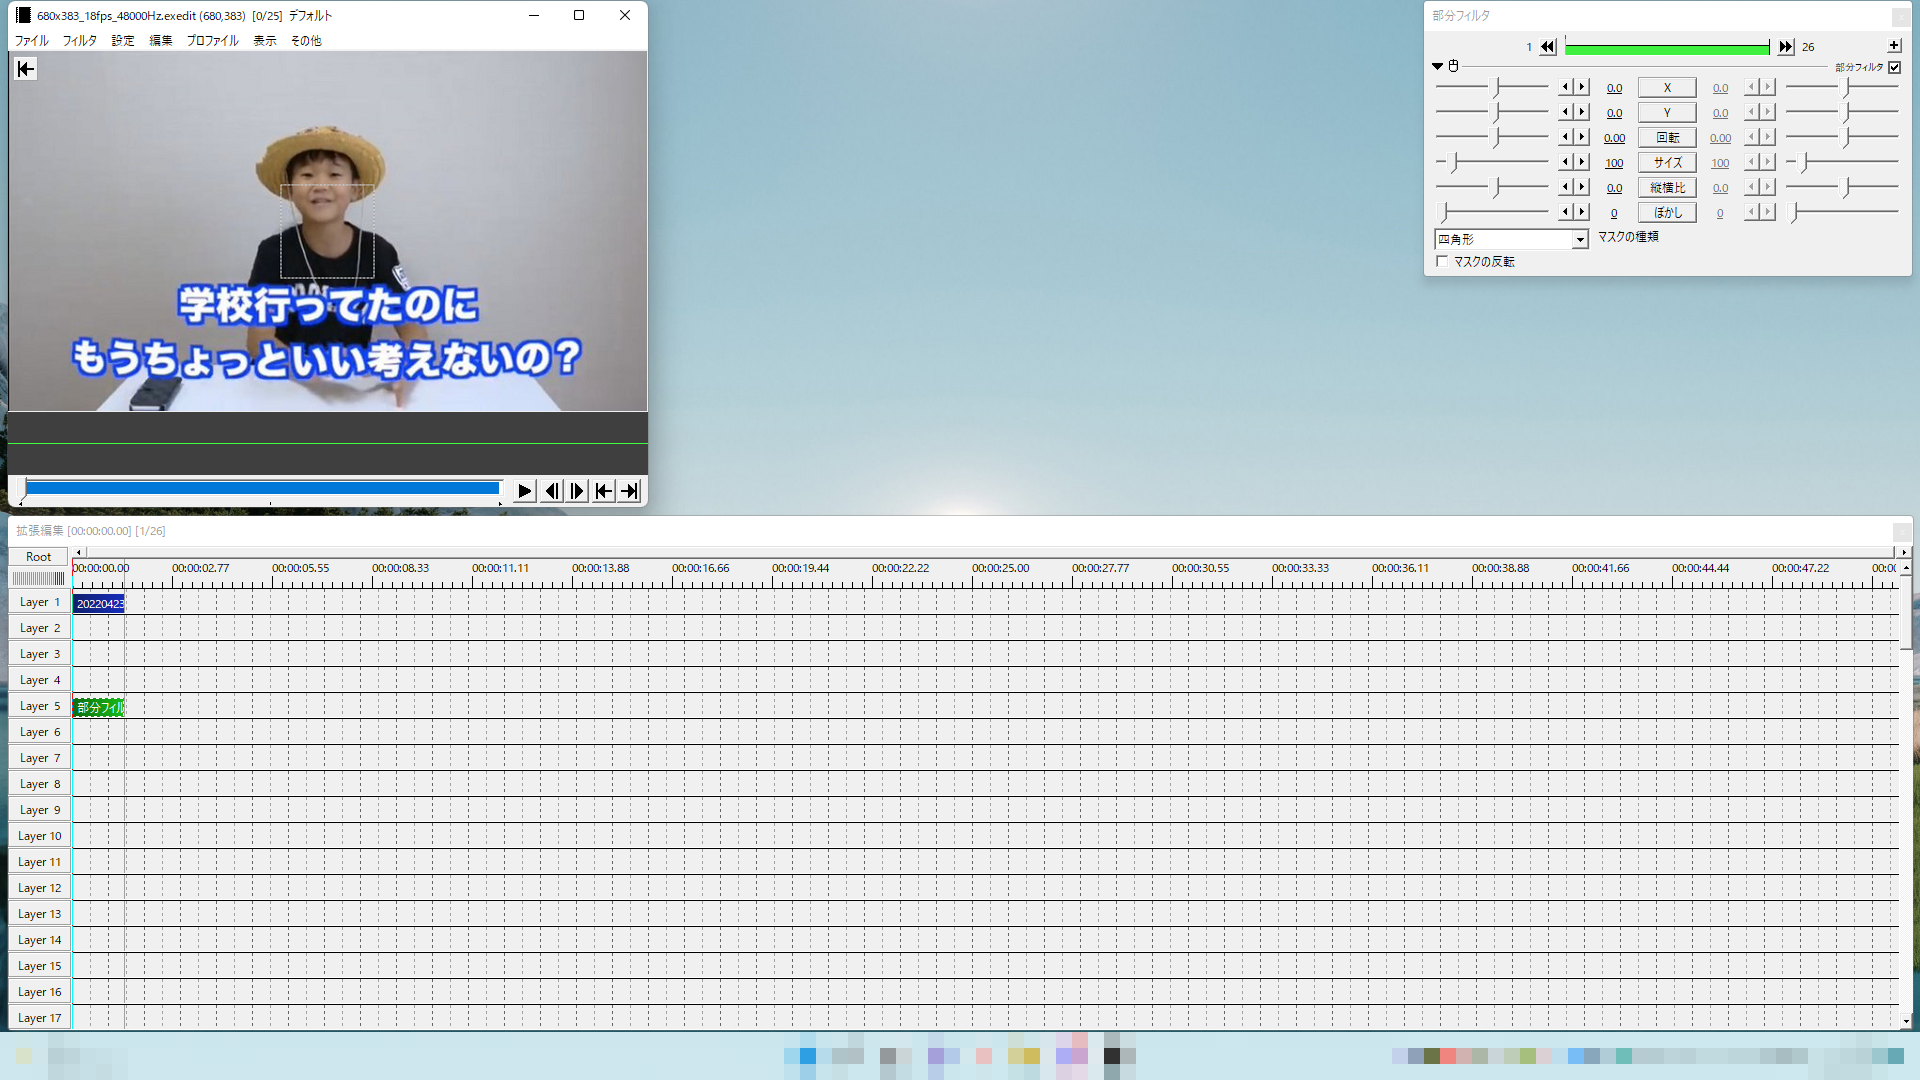 680x383_18fps_48000Hz.exedit (680,383) [0/25] デフォルト
ファイル フィルタ 設定 編集 プロファイル 表示 その他
学校行ってたのに
もうちょっといい考えないの?
部分フィルタ
1 26
部分フィルタ
0.0 X 0.0
0.0 Y 0.0
0.00 回転 0.00
100 サイズ 100
0.0 縦横比 0.0
0 ぼかし 0
四角形 マスクの種類
マスクの反転
拡張編集 [00:00:00.00] [1/26]
Root
00:00:00.00 00:00:02.77 00:00:05.55 00:00:08.33 00:00:11.11 00:00:13.88 00:00:16.66 00:00:19.44 00:00:22.22 00:00:25.00 00:00:27.77 00:00:30.55 00:00:33.33 00:00:36.11 00:00:38.88 00:00:41.66 00:00:44.44 00:00:47.22 00:0
Layer 1 20220423
Layer 2
Layer 3
Layer 4
Layer 5 部分フィル
Layer 6
Layer 7
Layer 8
Layer 9
Layer 10
Layer 11
Layer 12
Layer 13
Layer 14
Layer 15
Layer 16
Layer 17